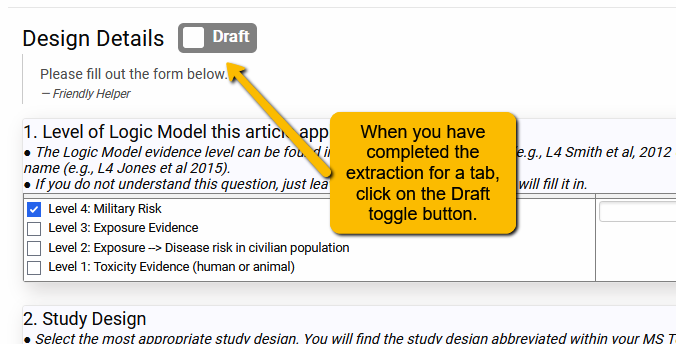 Design Details Draft
Please fill out the form below.
— Friendly Helper
1. Level of Logic Model this article app
● The Logic Model evidence level can be found i (e.g., L4 Smith et al, 2012
name (e.g., L4 Jones et al 2015).
● If you do not understand this question, just lea will fill it in.
When you have
completed the
extraction for a tab,
click on the Draft
toggle button.
Level 4: Military Risk
Level 3: Exposure Evidence
Level 2: Exposure --> Disease risk in civilian population
Level 1: Toxicity Evidence (human or animal)
2. Study Design
● Select the most appropriate study design. You will find the study design abbreviated within your MS T